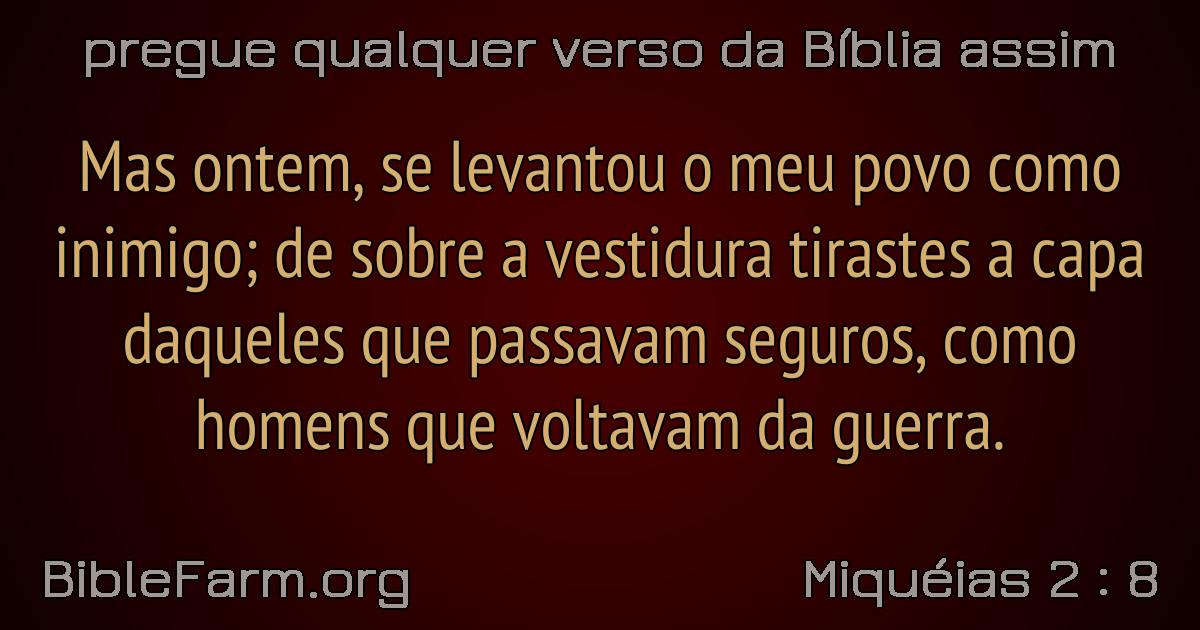 pregue qualquer verso da Bíblia assim
Mas ontem, se levantou o meu povo como
inimigo; de sobre a vestidura tirastes a capa
daqueles que passavam seguros, como
homens que voltavam da guerra.
BibleFarm.org
Miquéias 2 : 8